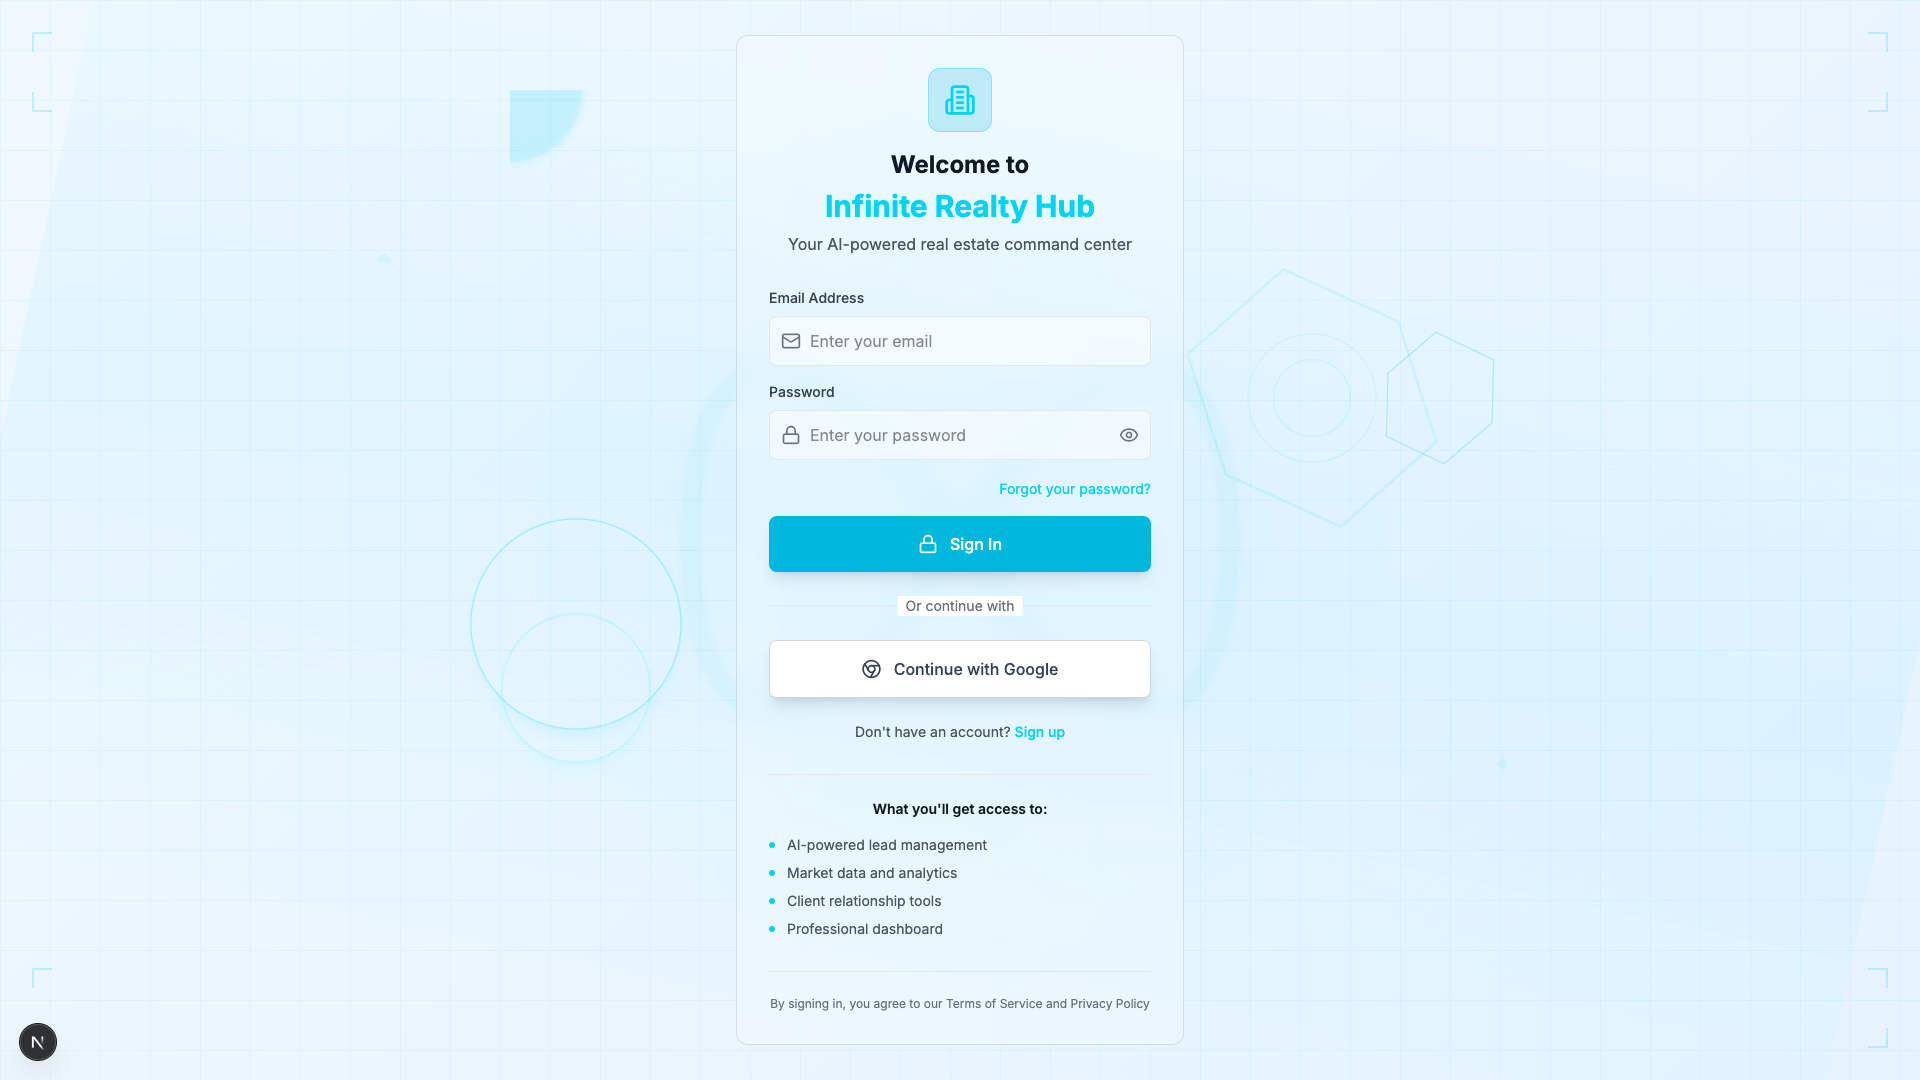 Welcome to
Infinite Realty Hub
Your AI-powered real estate command center
Email Address
Enter your email
Password
Enter your password
Forgot your password?
Sign In
Or continue with
Continue with Google
Don't have an account? Sign up
What you'll get access to:
AI-powered lead management
Market data and analytics
Client relationship tools
Professional dashboard
By signing in, you agree to our Terms of Service and Privacy Policy
N